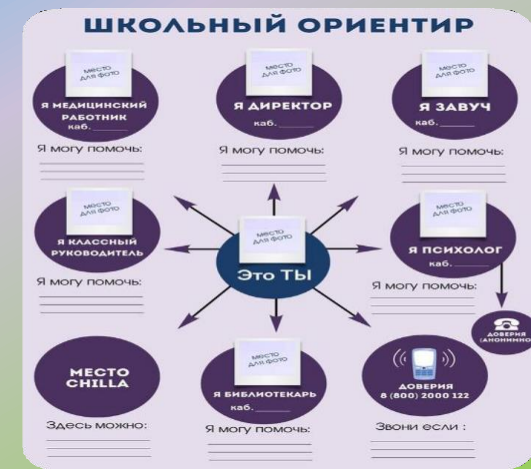 ШКОЛЬНЫЙ ОРИЕНТИР
МЕСТО
ДЛЯ ФОТО
Я МЕДИЦИНСКИЙ
РАБОТНИК
каб.
Я могу помочь:
МЕСТО
ДЛЯ ФОТО
Я ДИРЕКТОР
каб.
Я могу помочь:
МЕСТО
ДЛЯ ФОТО
Я ЗАВУЧ
каб.
Я могу помочь:
МЕСТО
ДЛЯ ФОТО
Я КЛАССНЫЙ
РУКОВОДИТЕЛЬ
Я могу помочь:
МЕСТО
ДЛЯ ФОТО
Это ТЫ
МЕСТО
ДЛЯ ФОТО
Я ПСИХОЛОГ
каб.
Я могу помочь:
ДОВЕРИЯ
(АНОНИМНО
МЕСТО
CHILLA
Здесь можно:
МЕСТО
ДЛЯ ФОТО
Я БИБЛИОТЕКАРЬ
каб.
Я могу помочь:
ДОВЕРИЯ
8 (800) 2000 122
Звони если :